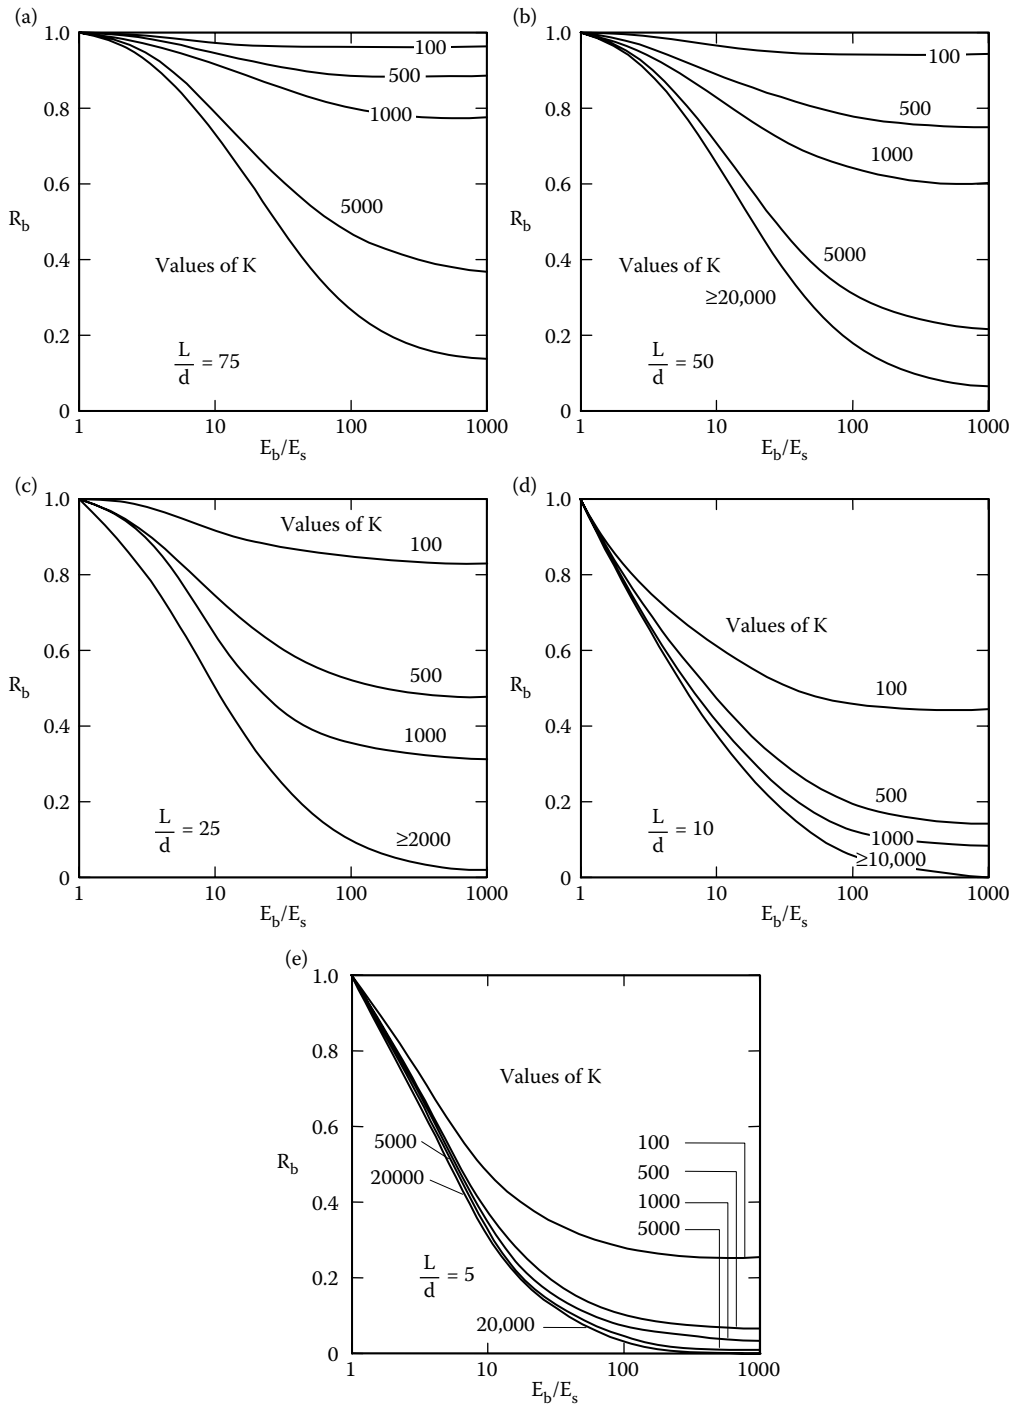 (a)
1.0
0.8
0.6
0.4
0.2
0
R_b
100
500
1000
5000
Values of K
L/d = 75
1
10
100
1000
E_b/E_s
(b)
1.0
0.8
0.6
0.4
0.2
0
R_b
100
500
1000
5000
Values of K
≥20,000
L/d = 50
1
10
100
1000
E_b/E_s
(c)
1.0
0.8
0.6
0.4
0.2
0
R_b
Values of K
100
500
1000
≥2000
L/d = 25
1
10
100
1000
E_b/E_s
(d)
1.0
0.8
0.6
0.4
0.2
0
R_b
Values of K
100
500
1000
≥10,000
L/d = 10
1
10
100
1000
E_b/E_s
(e)
1.0
0.8
0.6
0.4
0.2
0
R_b
Values of K
5000
20000
100
500
1000
5000
L/d = 5
20,000
1
10
100
1000
E_b/E_s